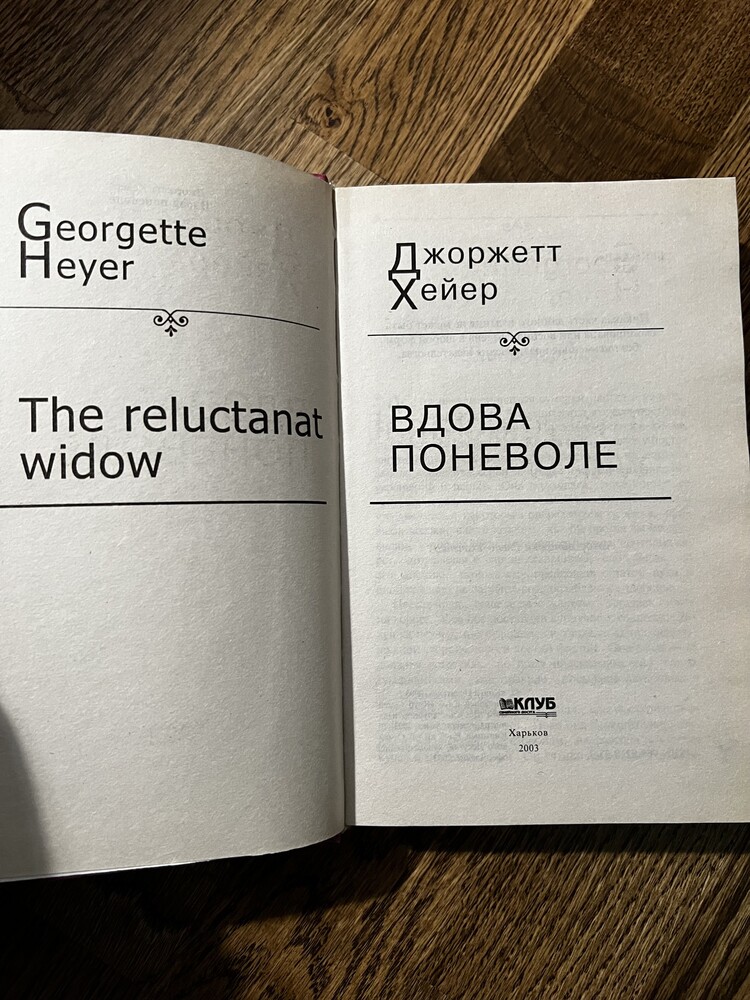 Georgette
Heyer
The reluctanat
widow
Джоржетт
Хейер
ВДОВА
ПОНЕВОЛЕ
КЛУБ
Харьков
2003